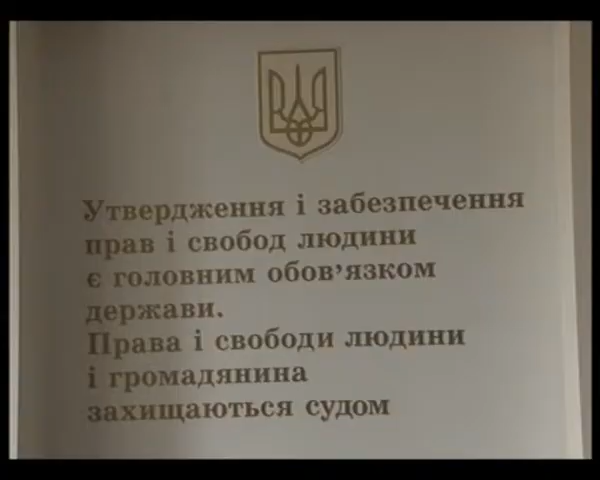 Утвердження і забезпечення
прав і свобод людини
є головним обов’язком
держави.
Права і свободи людини
і громадянина
захищаються судом